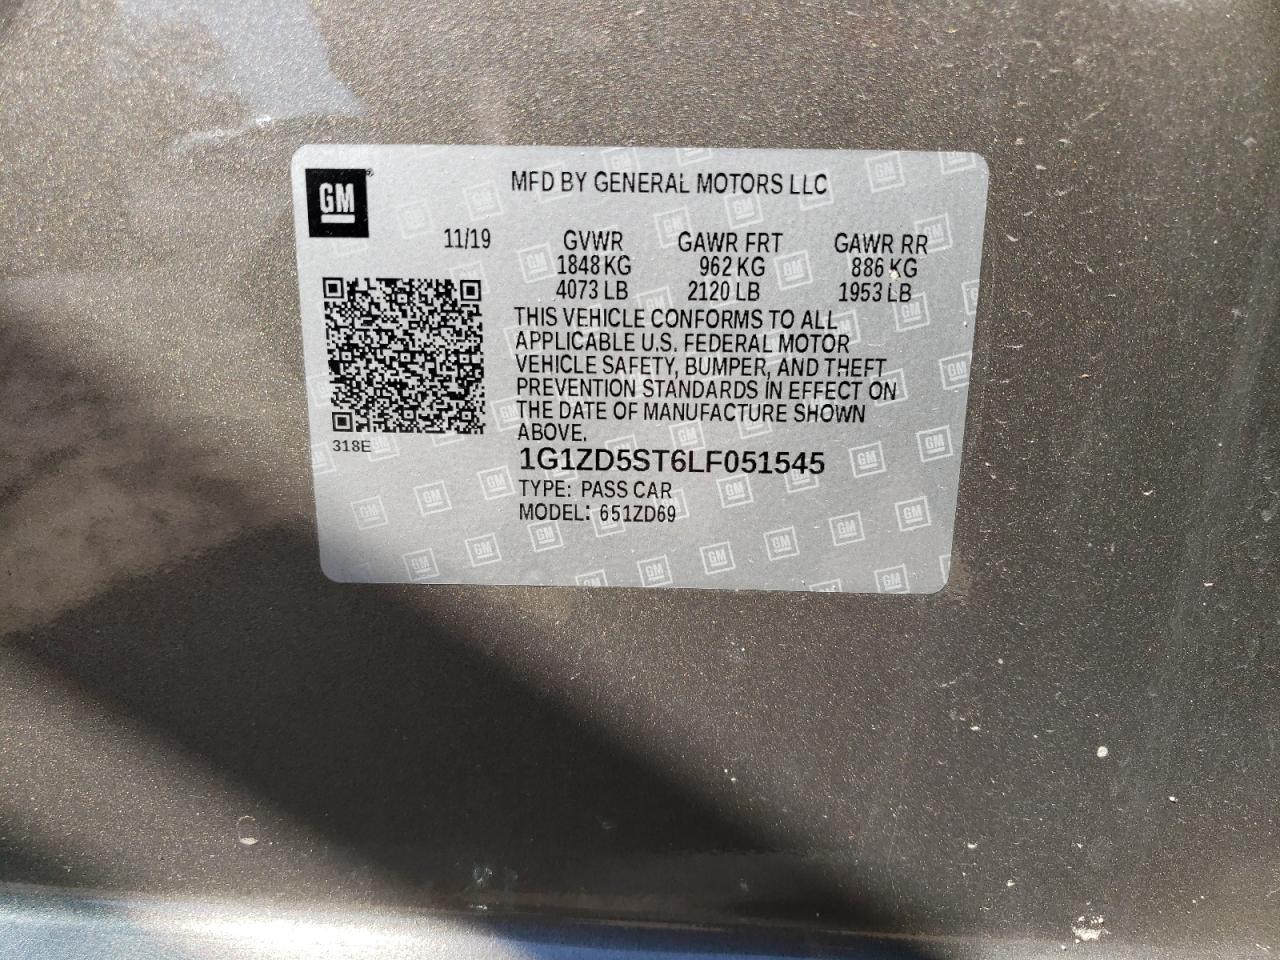 GM
MFD BY GENERAL MOTORS LLC
11/19 GVWR GAWR FRT GAWR RR
1848 KG 962 KG 886 KG
4073 LB 2120 LB 1953 LB
THIS VEHICLE CONFORMS TO ALL
APPLICABLE U.S. FEDERAL MOTOR
VEHICLE SAFETY, BUMPER, AND THEFT
PREVENTION STANDARDS IN EFFECT ON
THE DATE OF MANUFACTURE SHOWN
ABOVE.
318E
1G1ZD5ST6LF051545
TYPE: PASS CAR
MODEL: 651ZD69